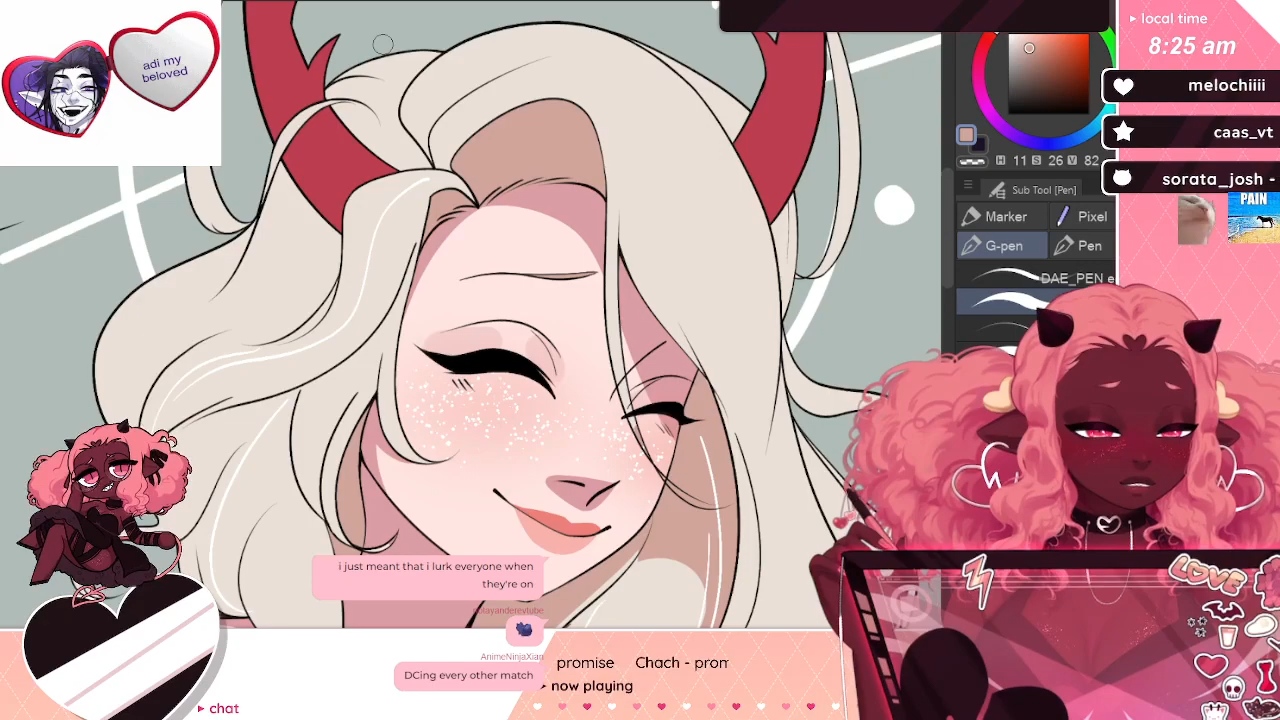 adi my
beloved
local time
8:25 am
melochiiii
caas_vt
sorata_josh -
PAIN
H 11 S 26 V 82
Sub Tool [Pen]
Marker
Pixel
G-pen
Pen
DAE_PEN e
i just meant that i lurk everyone when
they're on
AnimeNinjaXian
DCing every other match
promise Chach - prom
now playing
chat
LOVE